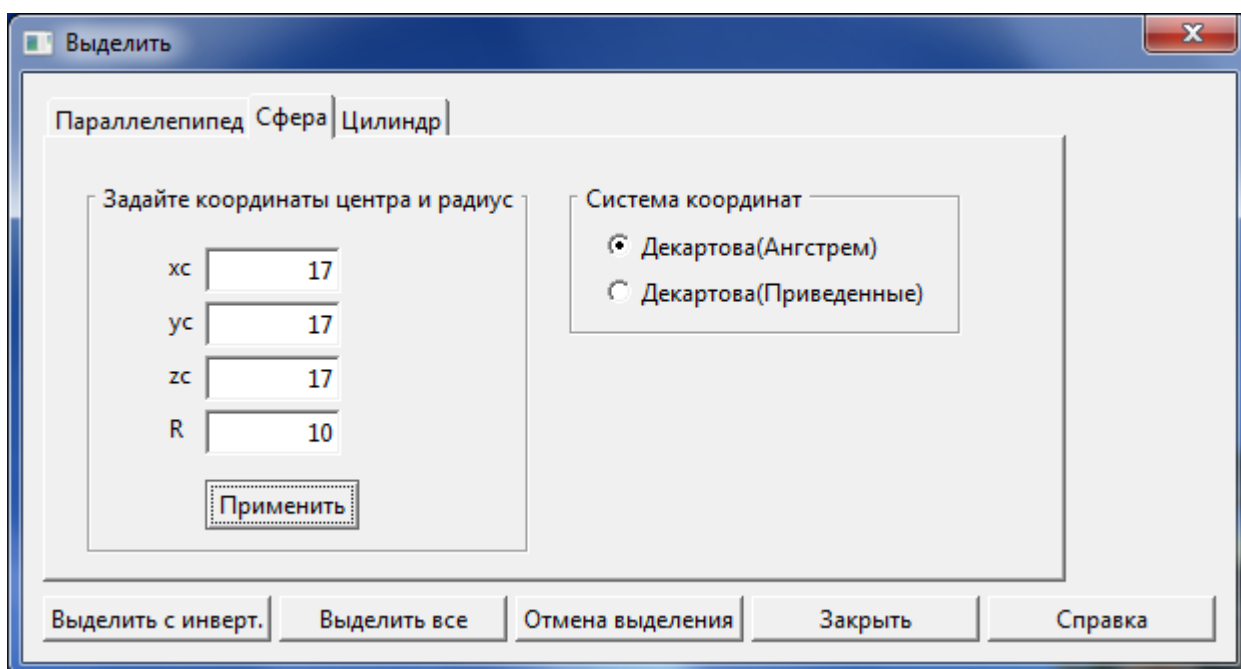 Выделить
Параллелепипед Сфера Цилиндр
Задайте координаты центра и радиус
xc 17
yc 17
zc 17
R 10
Применить
Система координат
Декартова(Ангстрем)
Декартова(Приведенные)
Выделить с инверт. Выделить все Отмена выделения Закрыть Справка